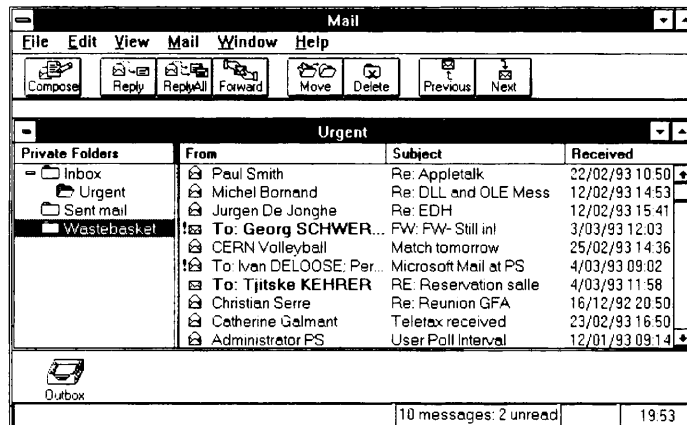 Mail
File Edit View Mail Window Help
Compose Reply ReplyAll Forward Move Delete Previous Next
Urgent
Private Folders From Subject Received
Inbox Paul Smith Re: Appletalk 22/02/93 10:50
Urgent Michel Bornand Re: DLL and OLE Mess 12/02/93 14:53
Sent mail Jurgen De Jonghe Re: EDH 12/02/93 15:41
Wastebasket ! To: Georg SCHWER... FW: FW- Still in! 3/03/93 12:03
CERN Volleyball Match tomorrow 25/02/93 14:36
! To: Ivan DELOOSE; Per... Microsoft Mail at PS 4/03/93 09:02
To: Tjitske KEHRER RE: Reservation salle 4/03/93 11:58
Christian Serre Re: Reunion GFA 16/12/92 20:50
Catherine Galmant Teletax received 23/02/93 16:50
Administrator PS User Poll Interval 12/01/93 09:14
Outbox
10 messages: 2 unread 19:53